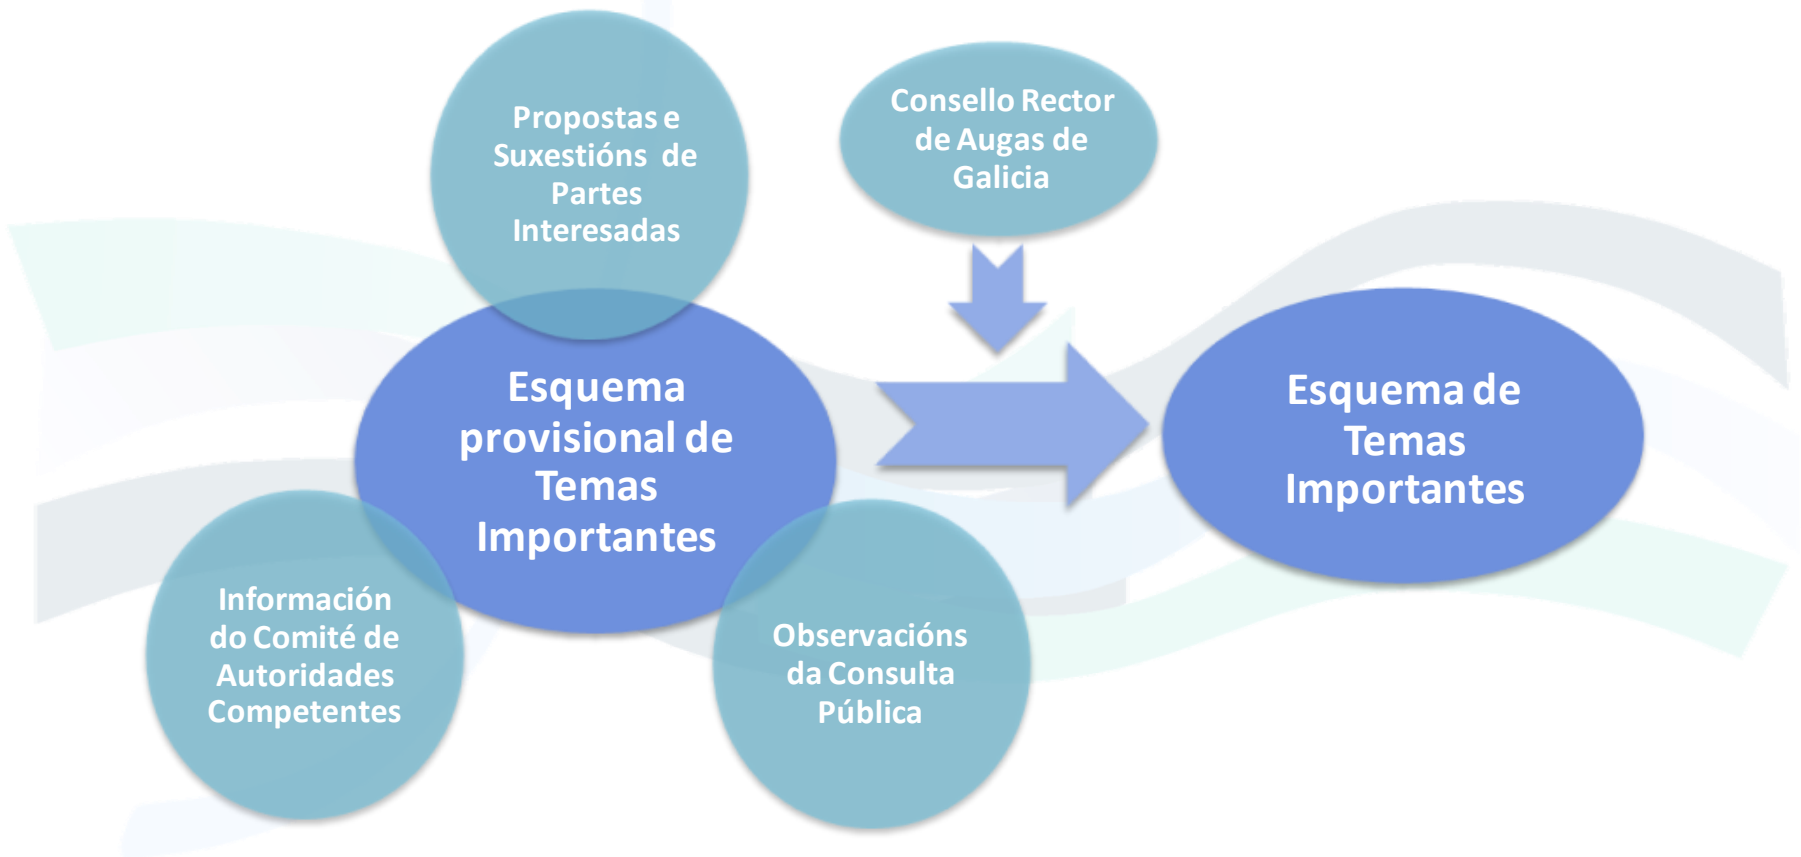 Propostas e
Suxestións de
Partes
Interesadas
Consello Rector
de Augas de
Galicia
Esquema
provisional de
Temas
Importantes
Esquema de
Temas
Importantes
Información
do Comité de
Autoridades
Competentes
Observacións
da Consulta
Pública